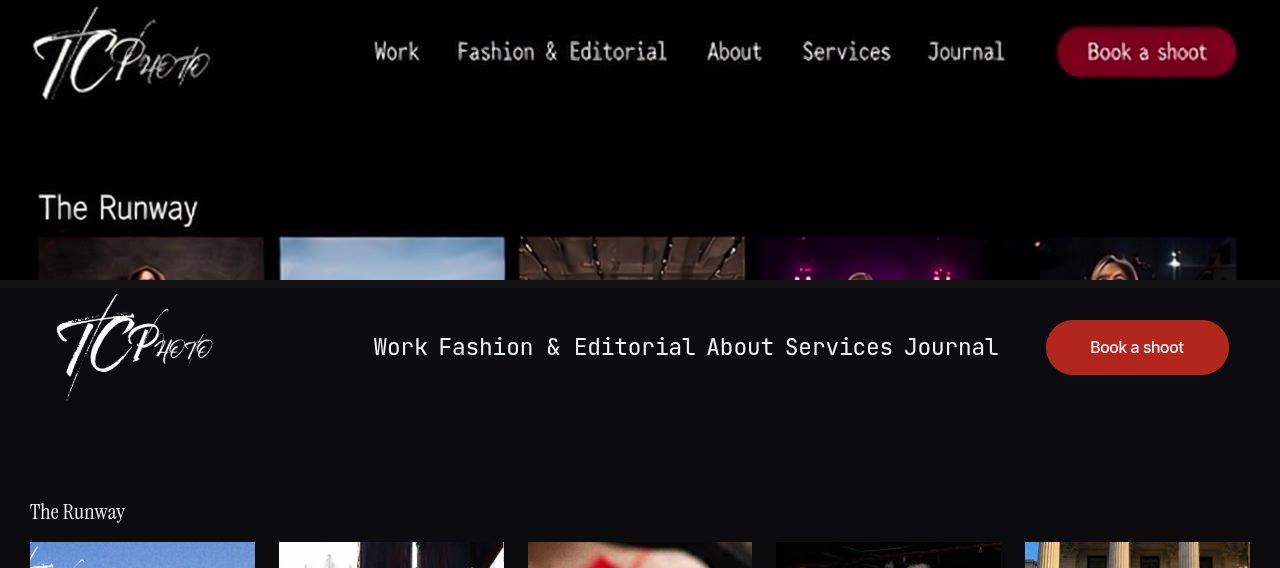 TCPHOTO
Work Fashion & Editorial About Services Journal Book a shoot
The Runway
TCPHOTO
Work Fashion & Editorial About Services Journal Book a shoot
The Runway